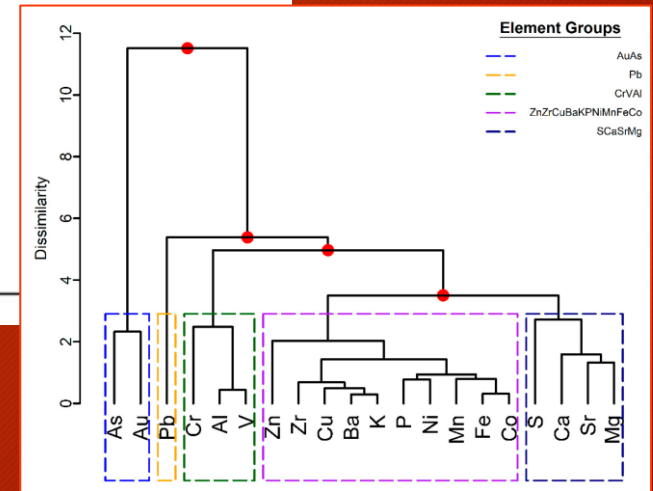 Element Groups
AuAs
Pb
CrVAl
ZnZrCuBaKPNiMnFeCo
SCaSrMg
Dissimilarity
12
10
8
6
4
2
0
As Au Pb Cr Al V Zn Zr Cu Ba K P Ni Mn Fe Co S Ca Sr Mg